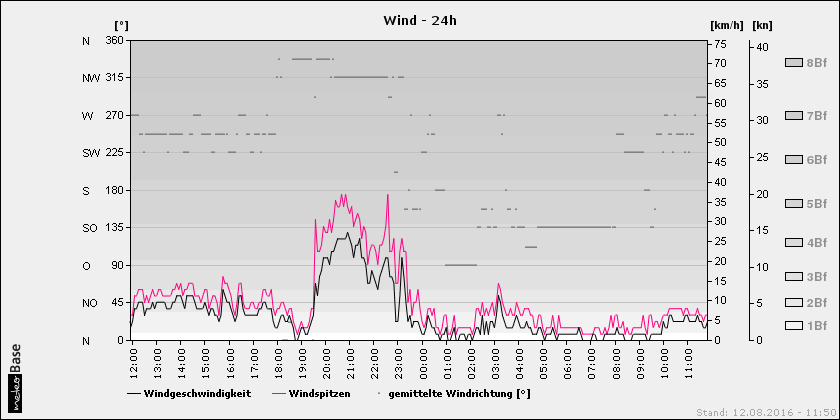 Wind - 24h
[°] [km/h] [kn]
N 360
NW 315
W 270
SW 225
S 180
SO 135
O 90
NO 45
N 0
75
70
65
60
55
50
45
40
35
30
25
20
15
10
5
0
40
35
30
25
20
15
10
5
0
8Bf
7Bf
6Bf
5Bf
4Bf
3Bf
2Bf
1Bf
12:00 13:00 14:00 15:00 16:00 17:00 18:00 19:00 20:00 21:00 22:00 23:00 00:00 01:00 02:00 03:00 04:00 05:00 06:00 07:00 08:00 09:00 10:00 11:00
Windgeschwindigkeit Windspitzen gemittelte Windrichtung [°]
meteoBase
Stand: 12.08.2016 - 11:50